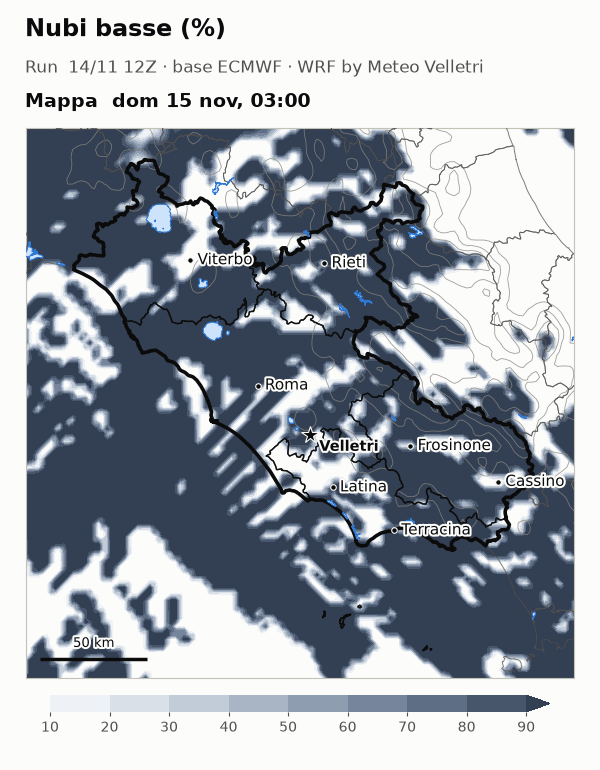 Nubi basse (%)
Run  14/11 12Z · base ECMWF · WRF by Meteo Velletri
Mappa  dom 15 nov, 03:00
Viterbo
Rieti
Roma
Velletri
Frosinone
Latina
Cassino
Terracina
50 km
10 20 30 40 50 60 70 80 90